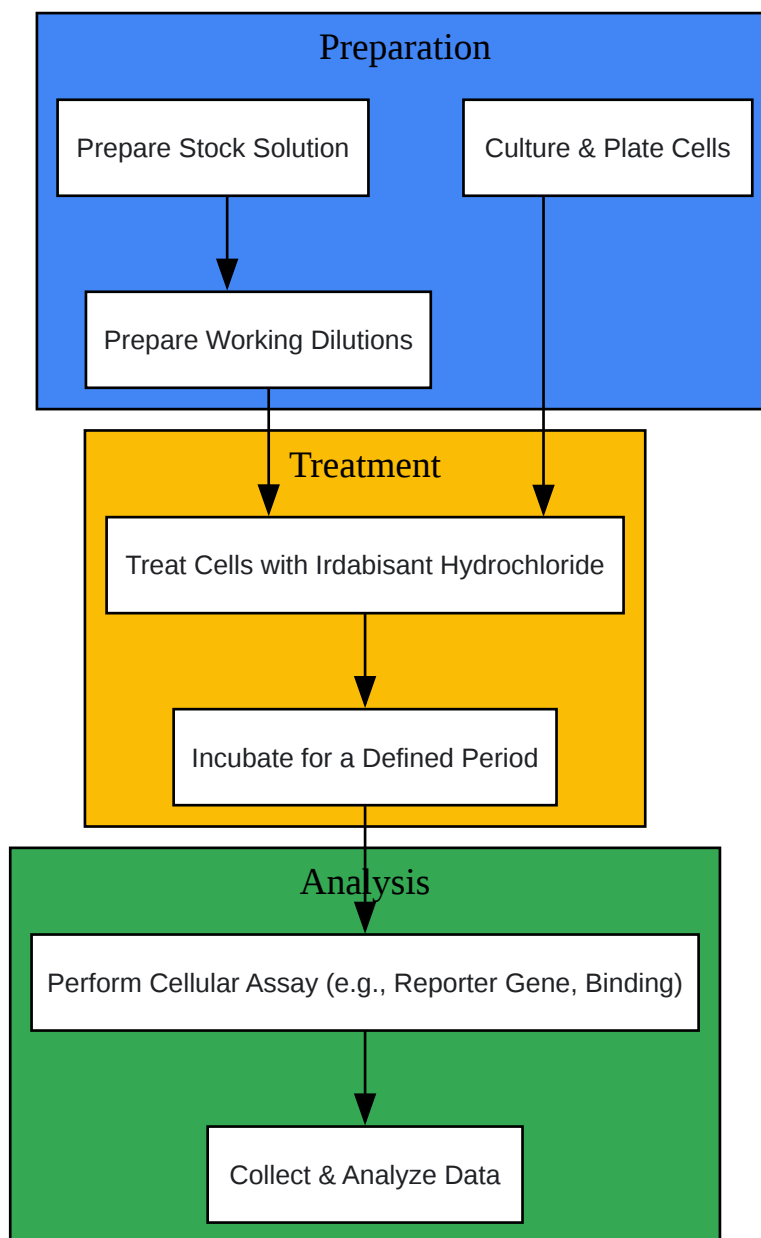 Preparation
Prepare Stock Solution
Culture & Plate Cells
Prepare Working Dilutions
Treatment
Treat Cells with Irdabisant Hydrochloride
Incubate for a Defined Period
Analysis
Perform Cellular Assay (e.g., Reporter Gene, Binding)
Collect & Analyze Data